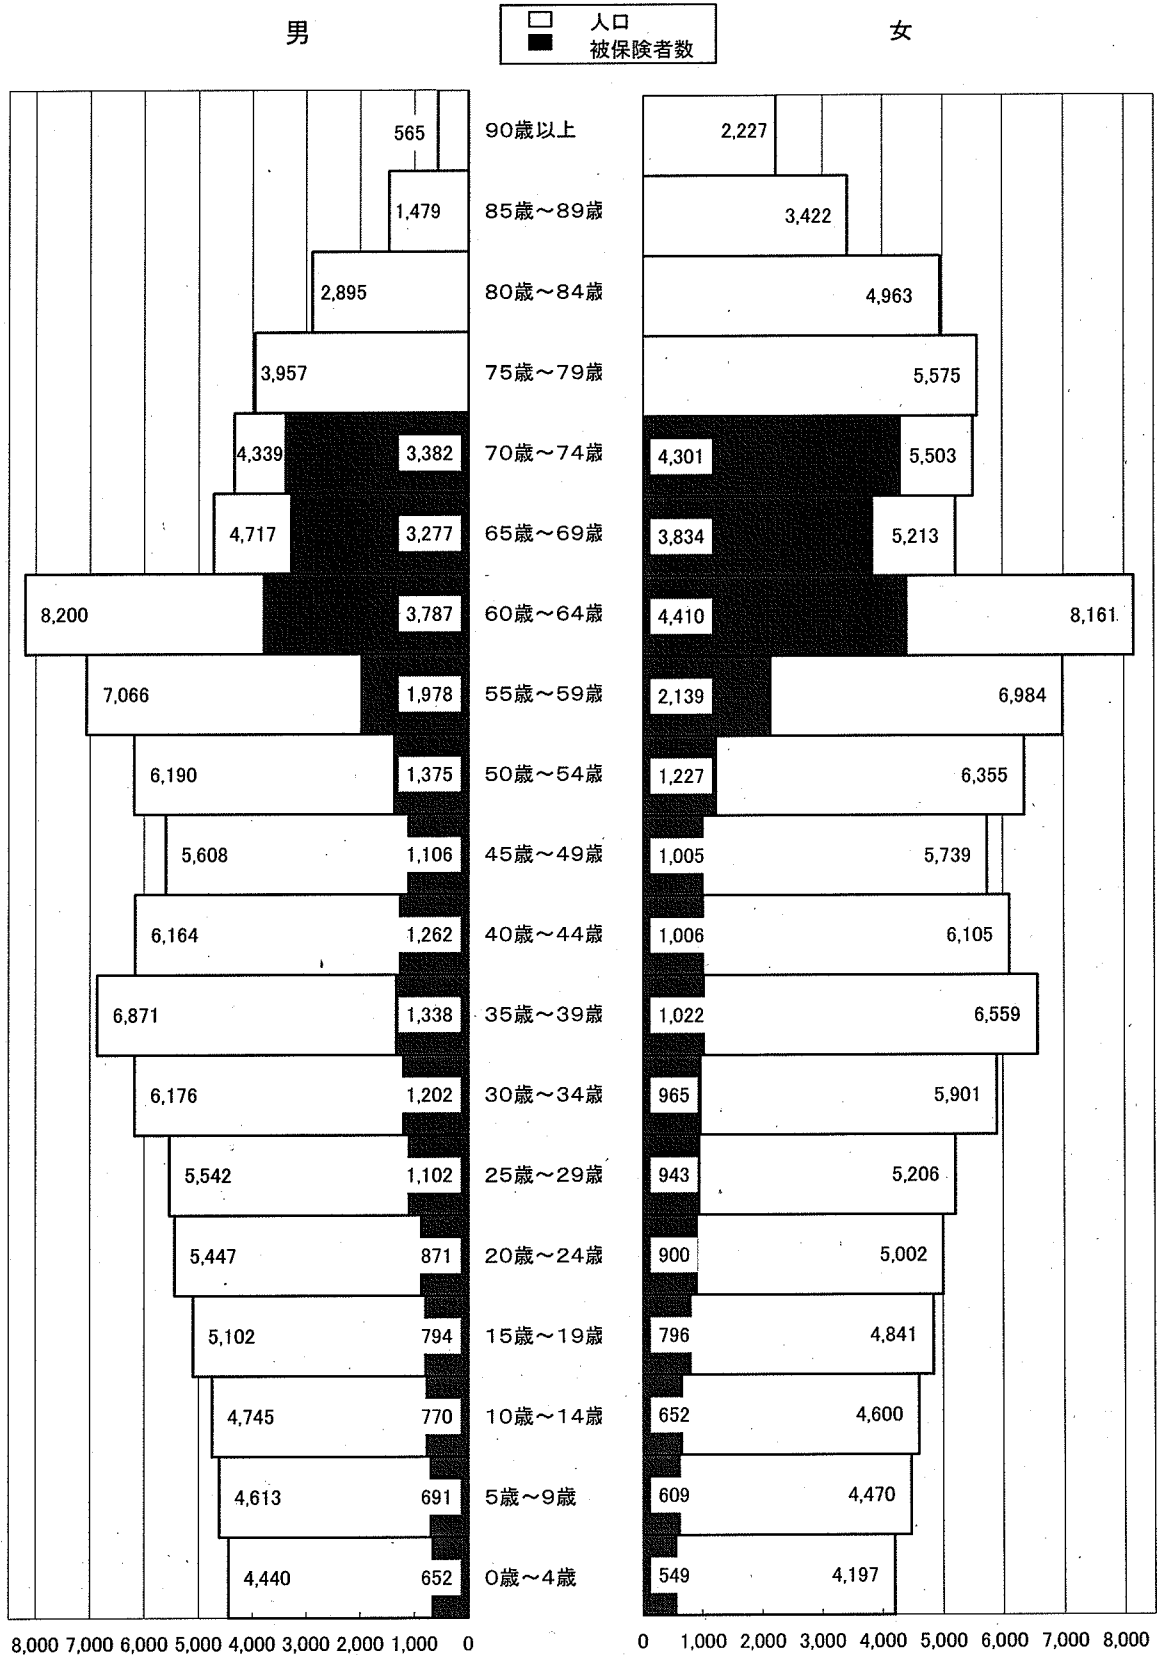 男
人口
被保険者数
女
565 90歳以上 2,227
1,479 85歳～89歳 3,422
2,895 80歳～84歳 4,963
3,957 75歳～79歳 5,575
4,339 3,382 70歳～74歳 4,301 5,503
4,717 3,277 65歳～69歳 3,834 5,213
8,200 3,787 60歳～64歳 4,410 8,161
7,066 1,978 55歳～59歳 2,139 6,984
6,190 1,375 50歳～54歳 1,227 6,355
5,608 1,106 45歳～49歳 1,005 5,739
6,164 1,262 40歳～44歳 1,006 6,105
6,871 1,338 35歳～39歳 1,022 6,559
6,176 1,202 30歳～34歳 965 5,901
5,542 1,102 25歳～29歳 943 5,206
5,447 871 20歳～24歳 900 5,002
5,102 794 15歳～19歳 796 4,841
4,745 770 10歳～14歳 652 4,600
4,613 691 5歳～9歳 609 4,470
4,440 652 0歳～4歳 549 4,197
8,000 7,000 6,000 5,000 4,000 3,000 2,000 1,000 0 0 1,000 2,000 3,000 4,000 5,000 6,000 7,000 8,000